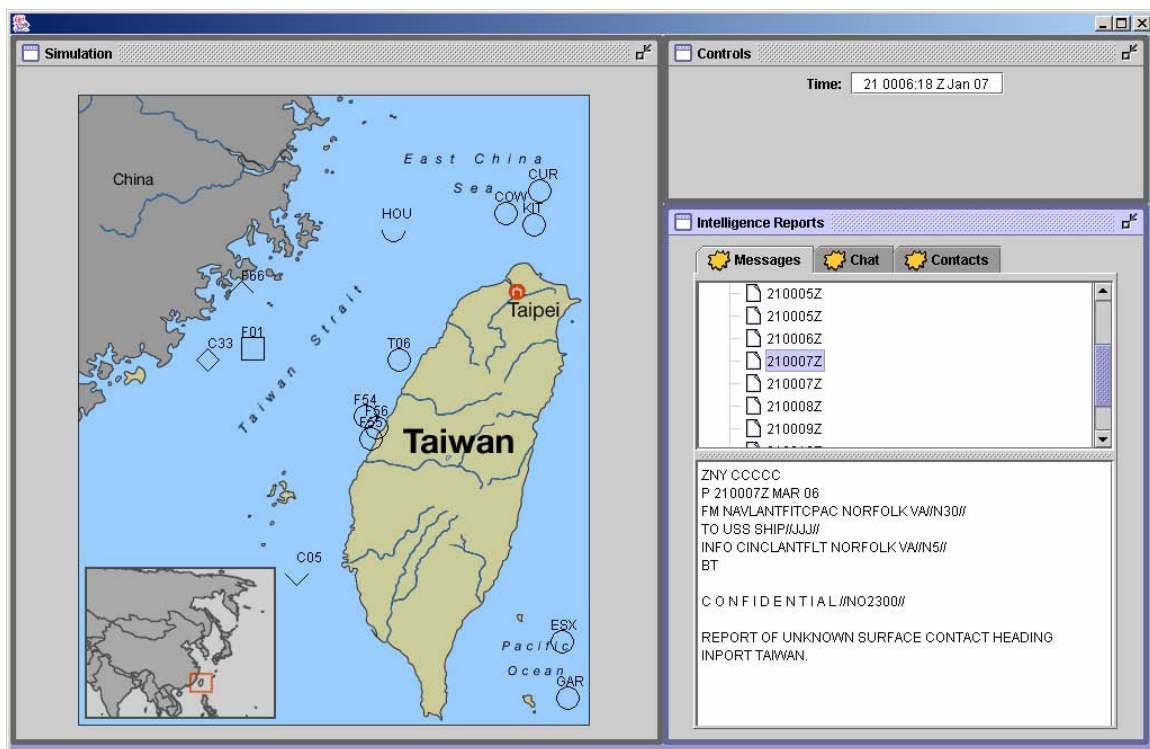 Simulation
Controls
Time: 21 0006:18 Z Jan 07
East China
Sea
China
CUR
COW
KIT
HOU
F66
Taipei
F01
C33
T06
Taiwan Strait
F54
F56
F55
Taiwan
C05
ESX
Pacific
Ocean
GAR
Intelligence Reports
Messages Chat Contacts
210005Z
210005Z
210006Z
210007Z
210007Z
210008Z
210009Z
ZNY CCCCC
P 210007Z MAR 06
FM NAVLANTFITCPAC NORFOLK VA//N30//
TO USS SHIP//JJJ//
INFO CINCLANTFLT NORFOLK VA//N5//
BT
C O N F I D E N T I A L //NO2300//
REPORT OF UNKNOWN SURFACE CONTACT HEADING
INPORT TAIWAN.